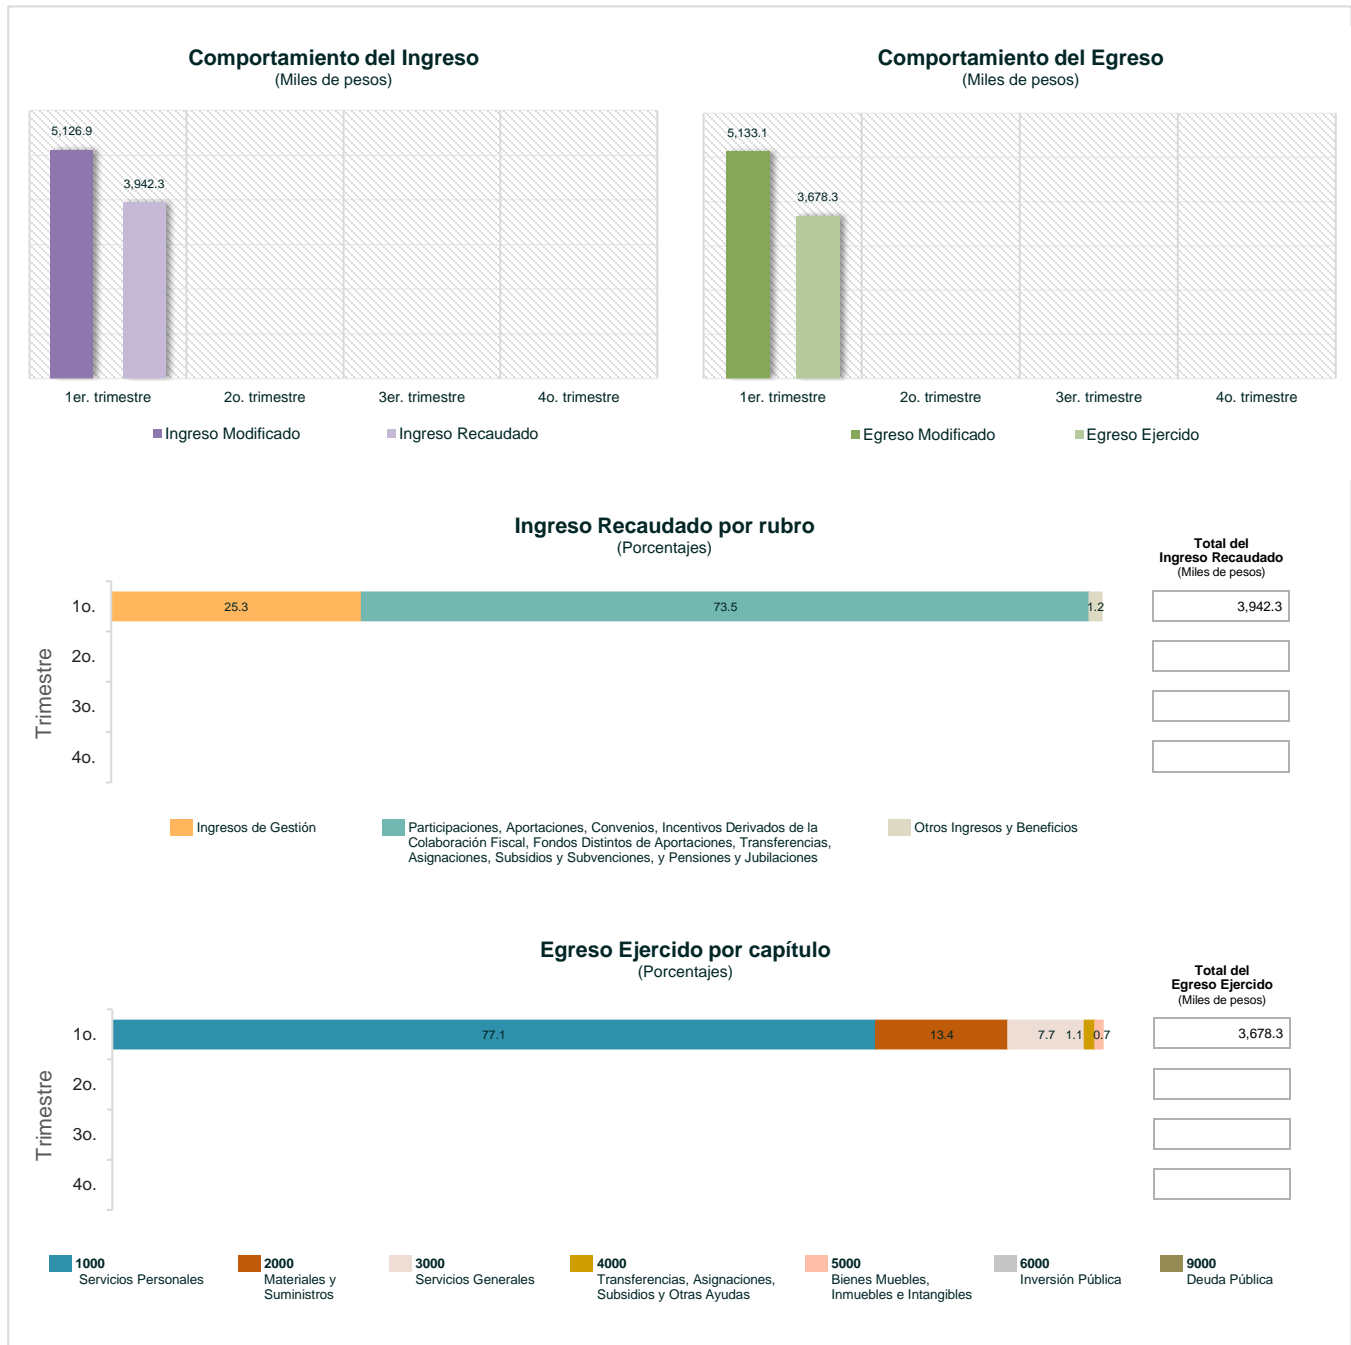 Comportamiento del Ingreso
(Miles de pesos)
5,126.9
3,942.3
1er. trimestre
2o. trimestre
3er. trimestre
4o. trimestre
Ingreso Modificado
Ingreso Recaudado
Comportamiento del Egreso
(Miles de pesos)
5,133.1
3,678.3
1er. trimestre
2o. trimestre
3er. trimestre
4o. trimestre
Egreso Modificado
Egreso Ejercido
Ingreso Recaudado por rubro
(Porcentajes)
Total del
Ingreso Recaudado
(Miles de pesos)
Trimestre
1o.
25.3
73.5
1.2
3,942.3
2o.
3o.
4o.
Ingresos de Gestión
Participaciones, Aportaciones, Convenios, Incentivos Derivados de la
Colaboración Fiscal, Fondos Distintos de Aportaciones, Transferencias,
Asignaciones, Subsidios y Subvenciones, y Pensiones y Jubilaciones
Otros Ingresos y Beneficios
Egreso Ejercido por capítulo
(Porcentajes)
Total del
Egreso Ejercido
(Miles de pesos)
Trimestre
1o.
77.1
13.4
7.7
1.1
0.7
3,678.3
2o.
3o.
4o.
1000
Servicios Personales
2000
Materiales y
Suministros
3000
Servicios Generales
4000
Transferencias, Asignaciones,
Subsidios y Otras Ayudas
5000
Bienes Muebles,
Inmuebles e Intangibles
6000
Inversión Pública
9000
Deuda Pública